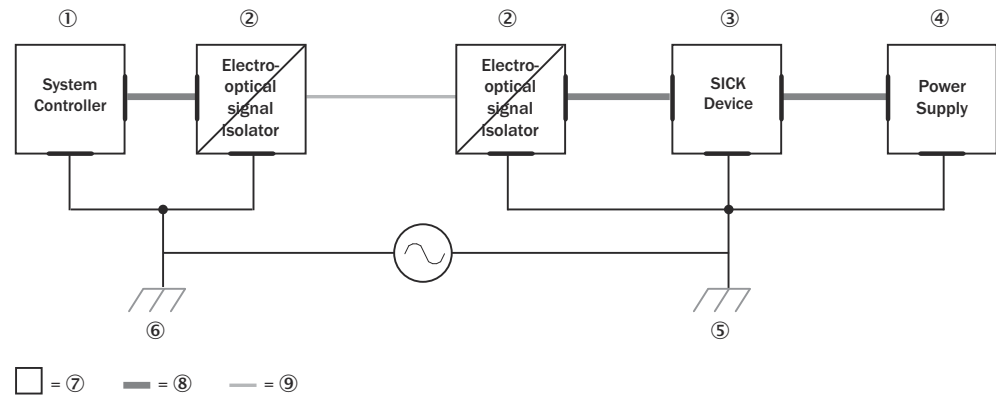 ① ② ② ③ ④
System
Controller
Electro-
optical
signal
isolator
Electro-
optical
signal
isolator
SICK
Device
Power
Supply
⑥ ⑤
= ⑦ = ⑧ = ⑨